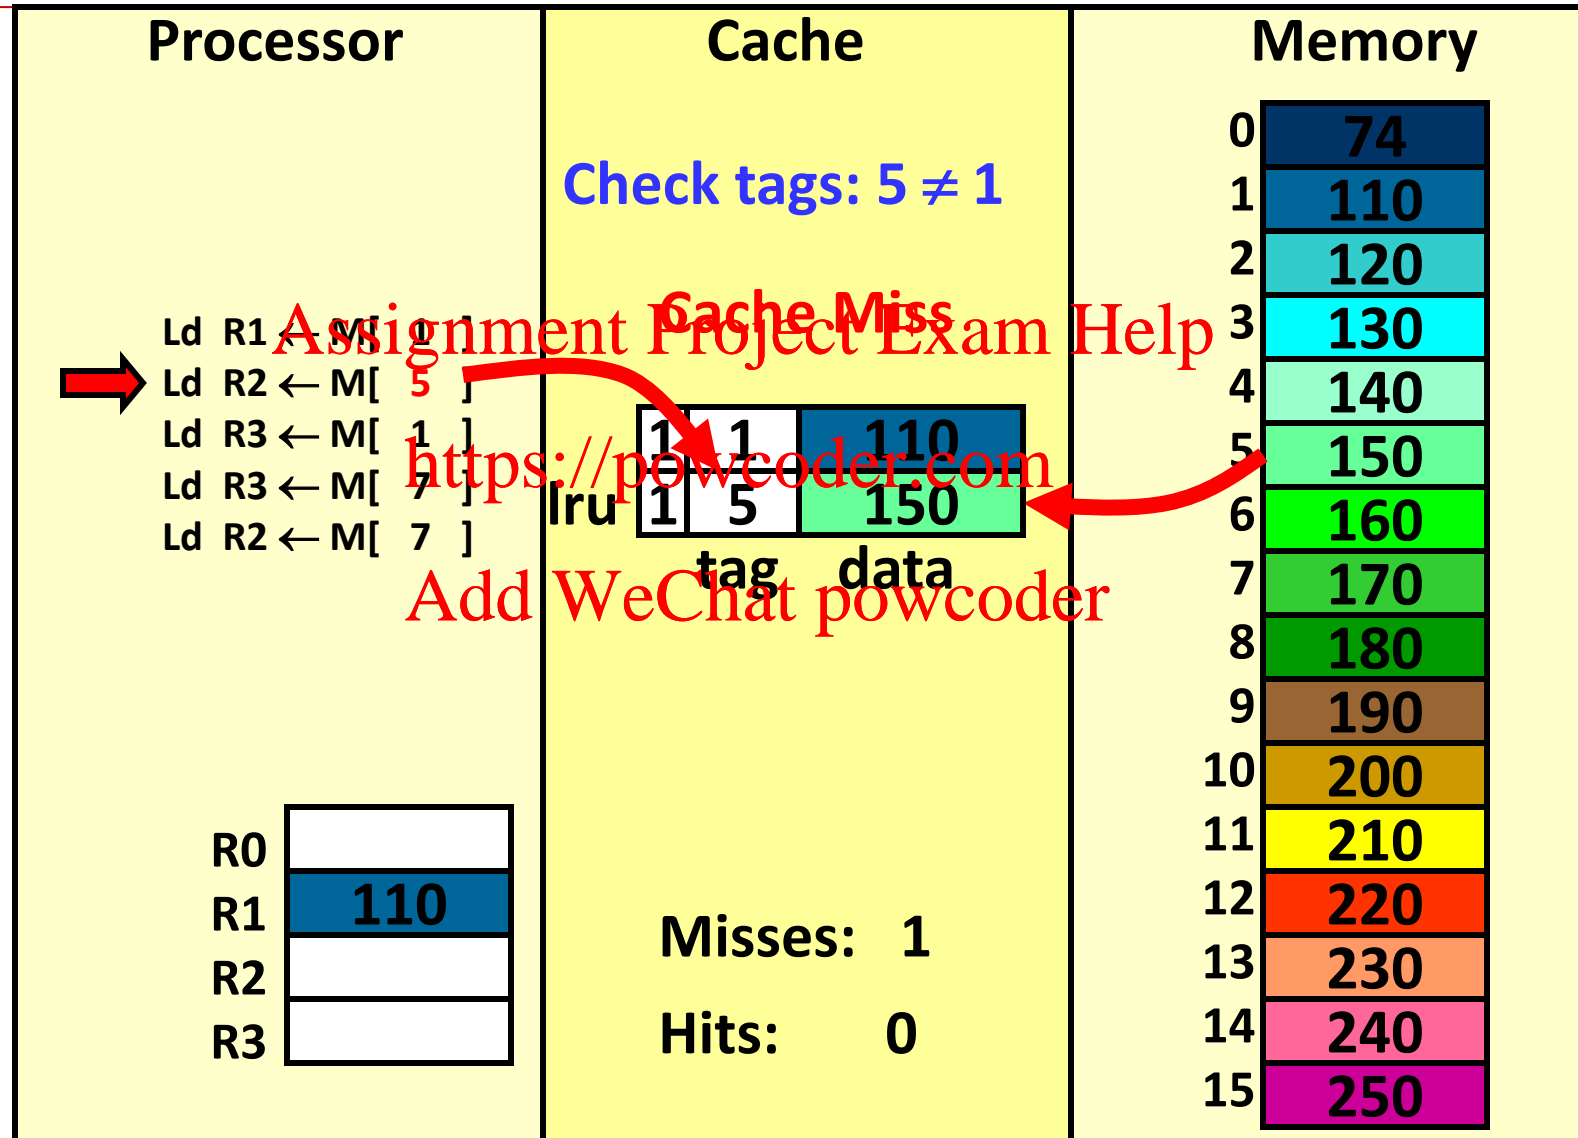 Processor
Cache
Memory
Check tags: 5 ≠ 1
Cache Miss
Assignment Project Exam Help
Ld R1 ← M[ 1 ]
Ld R2 ← M[ 5 ]
Ld R3 ← M[ 1 ]
Ld R3 ← M[ 7 ]
Ld R2 ← M[ 7 ]
https://powcoder.com
1 1 110
lru 1 5 150
tag data
Add WeChat powcoder
R0
R1 110
R2
R3
Misses: 1
Hits: 0
0 74
1 110
2 120
3 130
4 140
5 150
6 160
7 170
8 180
9 190
10 200
11 210
12 220
13 230
14 240
15 250